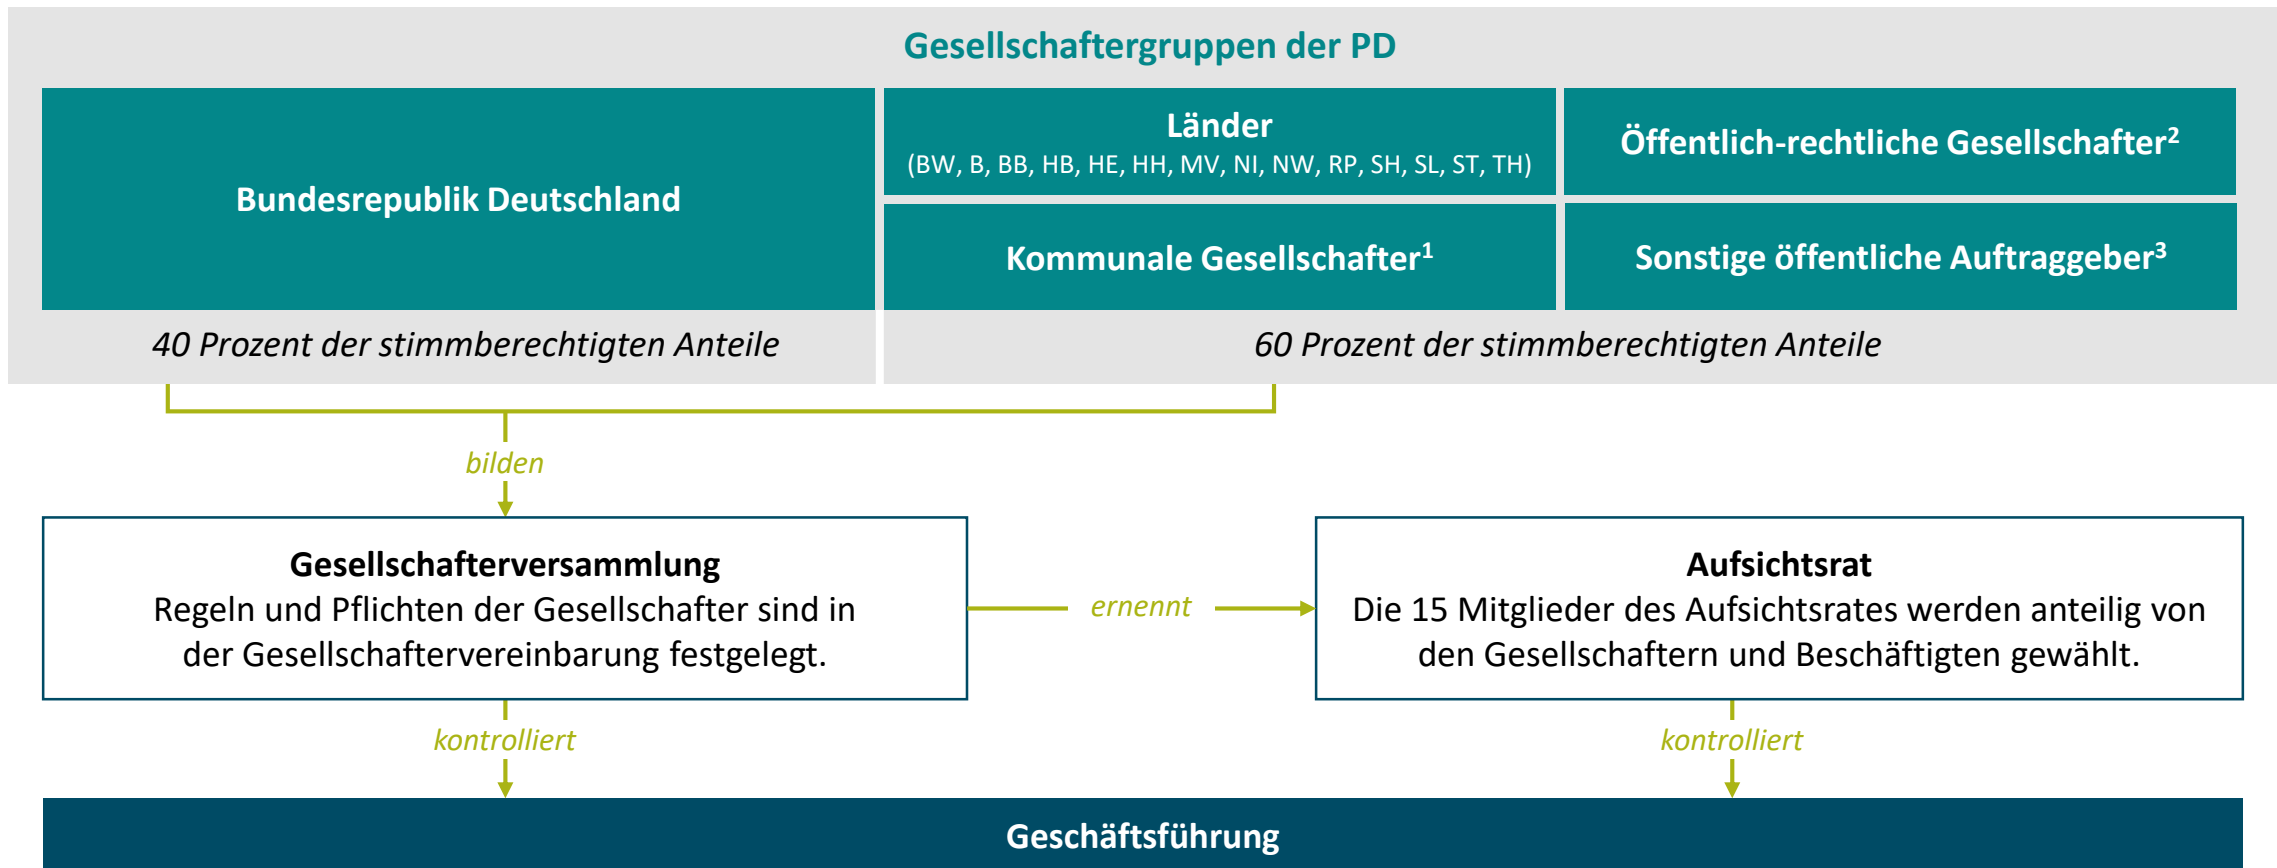 Gesellschaftergruppen der PD
Bundesrepublik Deutschland
Länder
(BW, B, BB, HB, HE, HH, MV, NI, NW, RP, SH, SL, ST, TH)
Öffentlich-rechtliche Gesellschafter²
Kommunale Gesellschafter¹
Sonstige öffentliche Auftraggeber³
40 Prozent der stimmberechtigten Anteile
60 Prozent der stimmberechtigten Anteile
bilden
Gesellschafterversammlung
Regeln und Pflichten der Gesellschafter sind in
der Gesellschaftervereinbarung festgelegt.
ernennt
Aufsichtsrat
Die 15 Mitglieder des Aufsichtsrates werden anteilig von
den Gesellschaftern und Beschäftigten gewählt.
kontrolliert
kontrolliert
Geschäftsführung